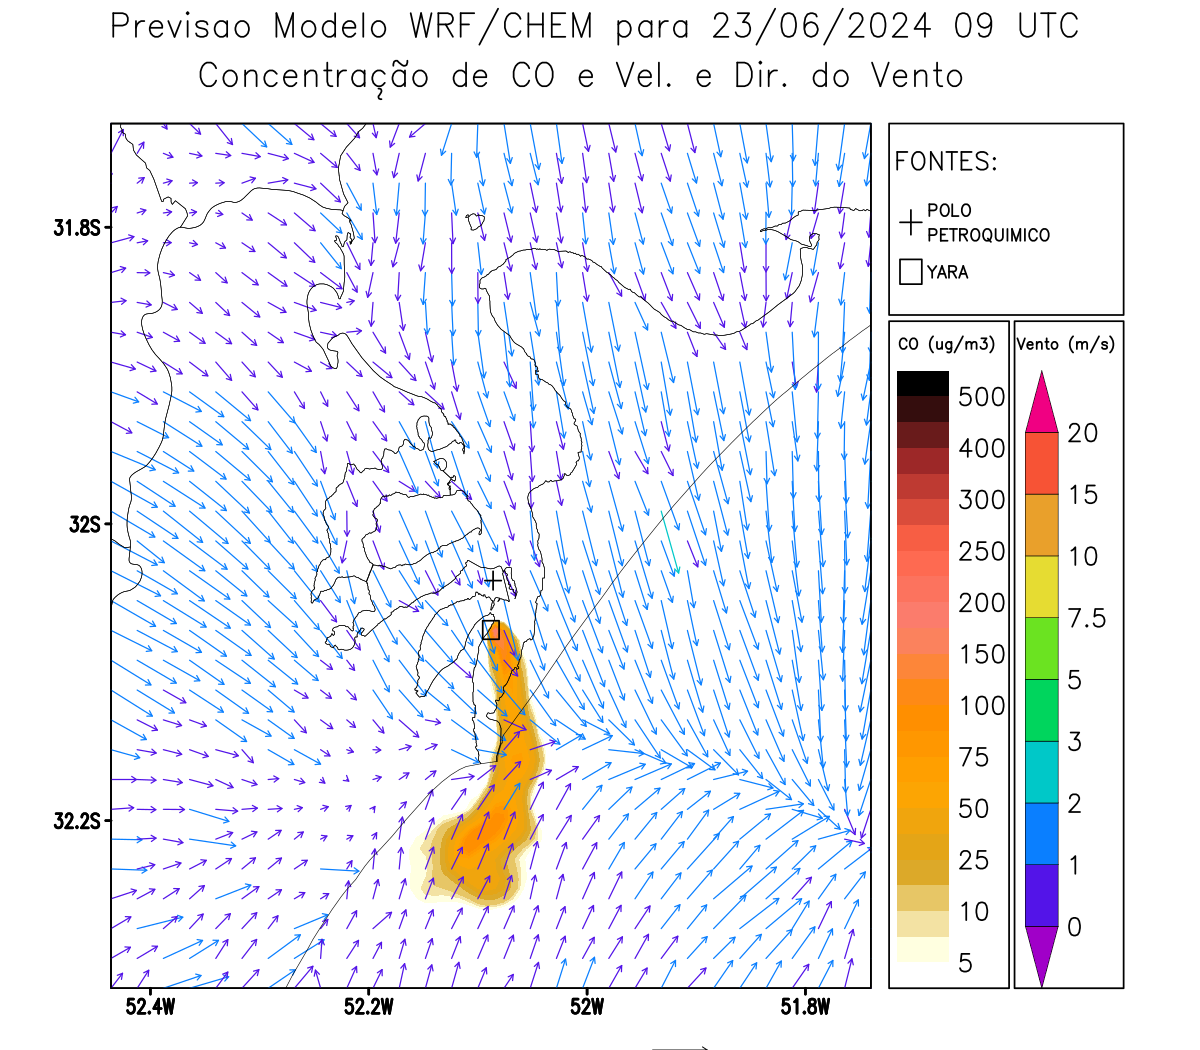 Previsao Modelo WRF/CHEM para 23/06/2024 09 UTC
Concentração de CO e Vel. e Dir. do Vento
FONTES:
POLO
PETROQUIMICO
YARA
CO (ug/m3)
500
400
300
250
200
150
100
75
50
25
10
5
Vento (m/s)
20
15
10
7.5
5
3
2
1
0
31.8S
32S
32.2S
52.4W
52.2W
52W
51.8W